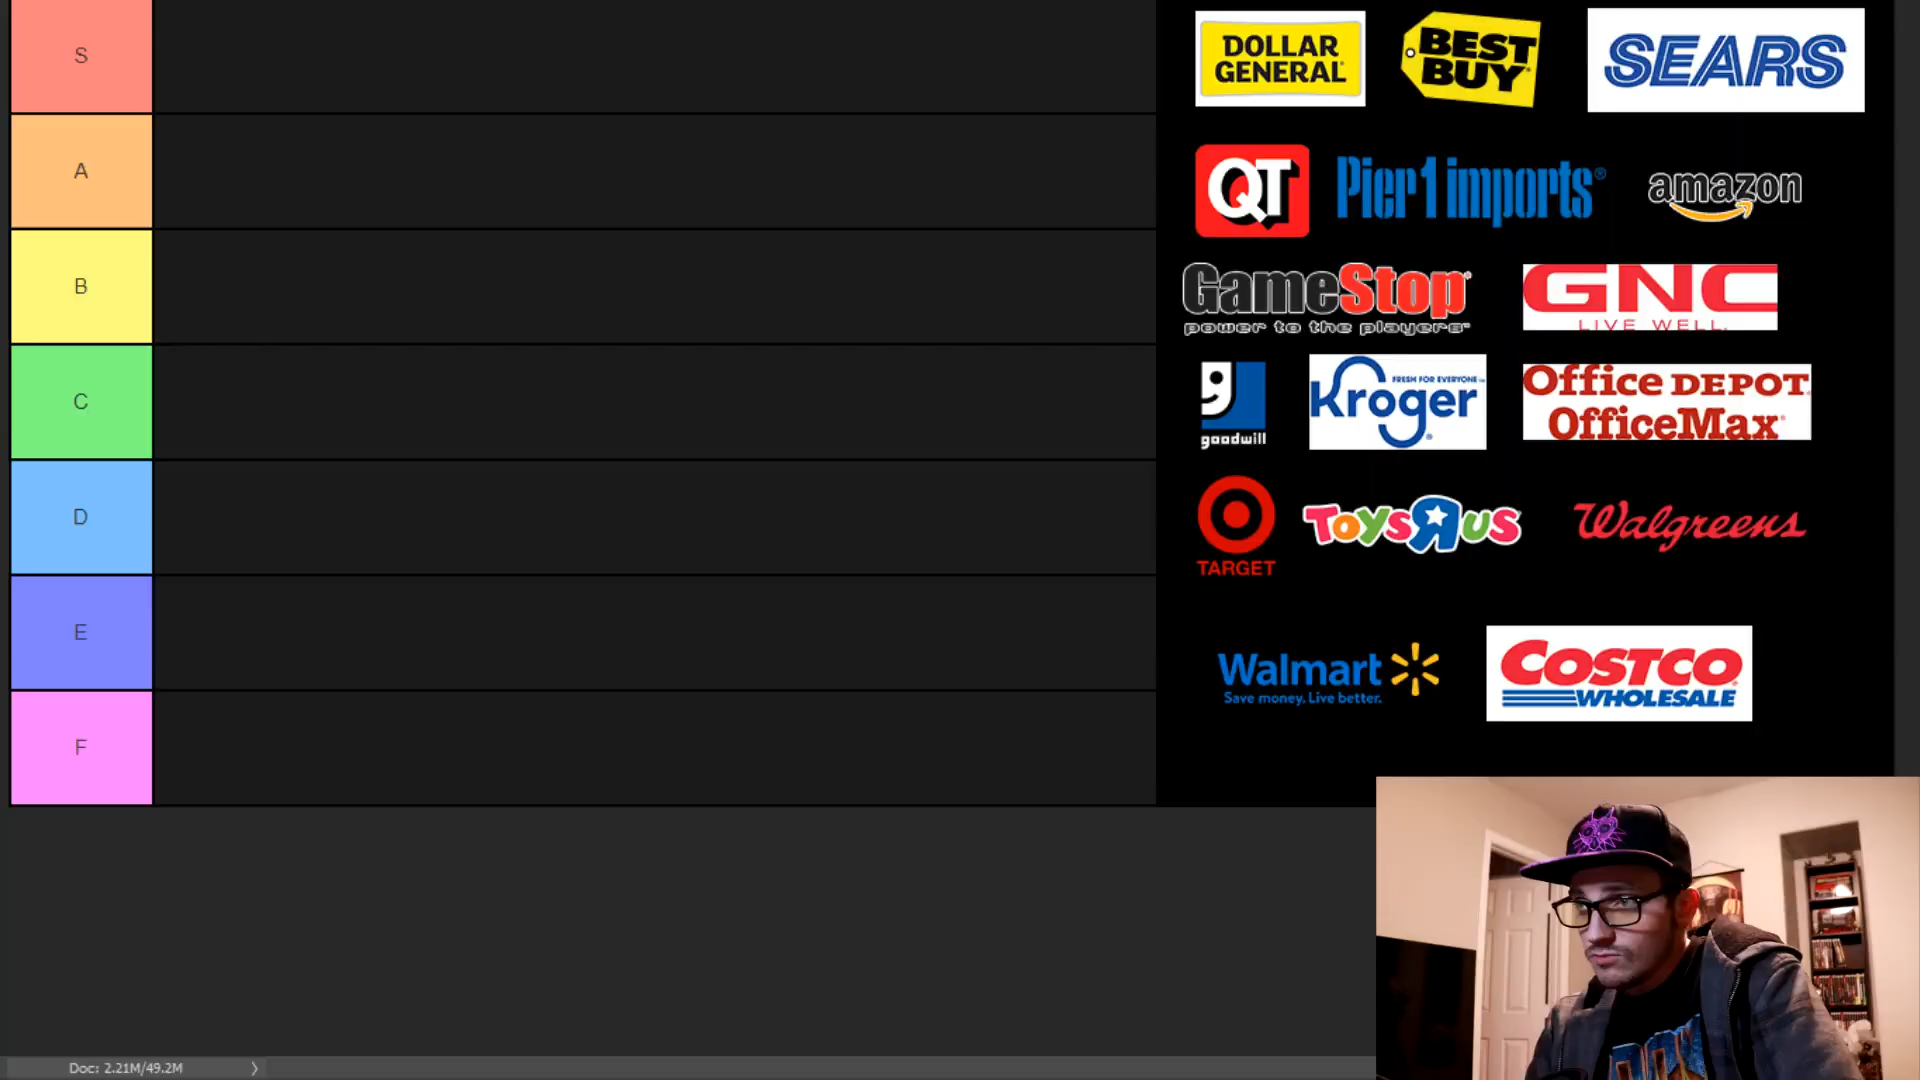 S
A
B
C
D
E
F
DOLLAR
GENERAL
BEST
BUY
SEARS
QT
Pier 1 imports®
amazon
GameStop
power to the players
GNC
LIVE WELL.
goodwill
FRESH FOR EVERYONE
Kroger
Office DEPOT
OfficeMax
TARGET
ToysRus
Walgreens
Walmart
Save money. Live better.
COSTCO
WHOLESALE
Doc: 2.21M/49.2M